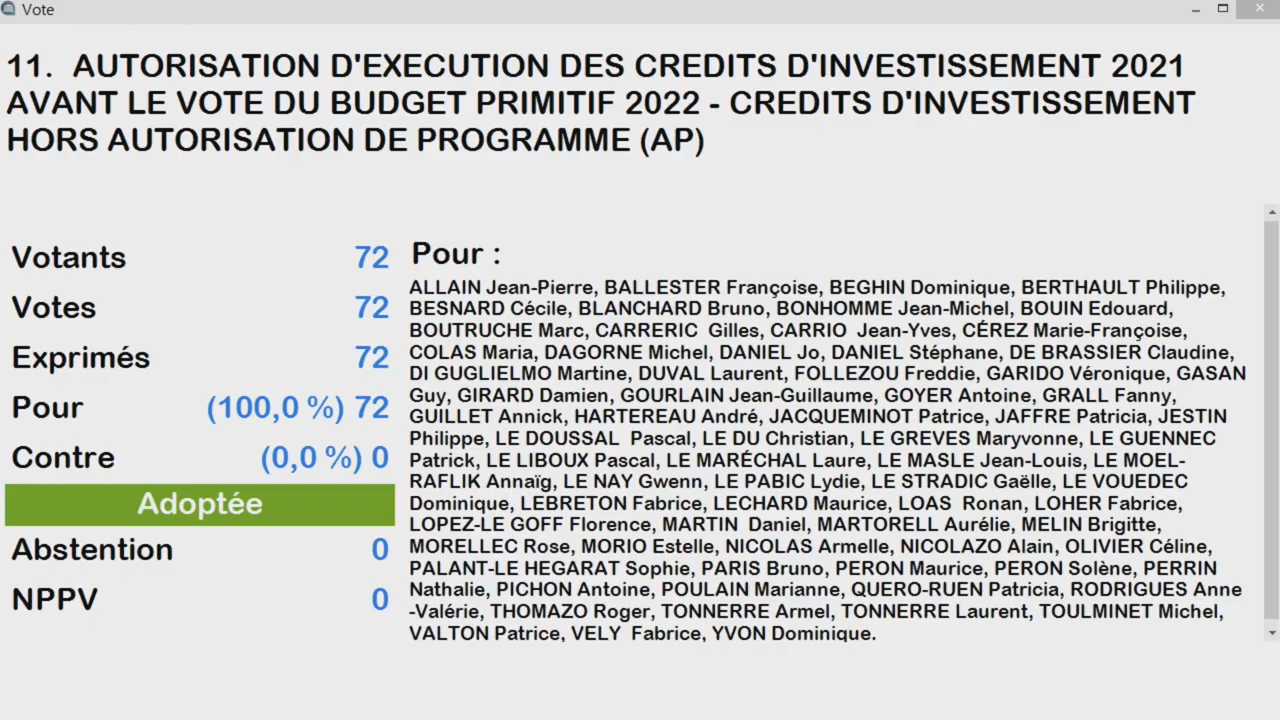 Vote
11. AUTORISATION D'EXECUTION DES CREDITS D'INVESTISSEMENT 2021
AVANT LE VOTE DU BUDGET PRIMITIF 2022 - CREDITS D'INVESTISSEMENT
HORS AUTORISATION DE PROGRAMME (AP)
Votants 72
Votes 72
Exprimés 72
Pour (100,0 %) 72
Contre (0,0 %) 0
Adoptée
Abstention 0
NPPV 0
Pour :
ALLAIN Jean-Pierre, BALLESTER Françoise, BEGHIN Dominique, BERTHAULT Philippe,
BESNARD Cécile, BLANCHARD Bruno, BONHOMME Jean-Michel, BOUIN Edouard,
BOUTRUCHE Marc, CARRERIC Gilles, CARRIO Jean-Yves, CÉREZ Marie-Françoise,
COLAS Maria, DAGORNE Michel, DANIEL Jo, DANIEL Stéphane, DE BRASSIER Claudine,
DI GUGLIELMO Martine, DUVAL Laurent, FOLLEZOU Freddie, GARIDO Véronique, GASAN
Guy, GIRARD Damien, GOURLAIN Jean-Guillaume, GOYER Antoine, GRALL Fanny,
GUILLET Annick, HARTEREAU André, JACQUEMINOT Patrice, JAFFRE Patricia, JESTIN
Philippe, LE DOUSSAL Pascal, LE DU Christian, LE GREVES Maryvonne, LE GUENNEC
Patrick, LE LIBOUX Pascal, LE MARÉCHAL Laure, LE MASLE Jean-Louis, LE MOEL-
RAFLIK Annaïg, LE NAY Gwenn, LE PABIC Lydie, LE STRADIC Gaëlle, LE VOUEDEC
Dominique, LEBRETON Fabrice, LECHARD Maurice, LOAS Ronan, LOHER Fabrice,
LOPEZ-LE GOFF Florence, MARTIN Daniel, MARTORELL Aurélie, MELIN Brigitte,
MORELLEC Rose, MORIO Estelle, NICOLAS Armelle, NICOLAZO Alain, OLIVIER Céline,
PALANT-LE HEGARAT Sophie, PARIS Bruno, PERON Maurice, PERON Solène, PERRIN
Nathalie, PICHON Antoine, POULAIN Marianne, QUERO-RUEN Patricia, RODRIGUES Anne
-Valérie, THOMAZO Roger, TONNERRE Armel, TONNERRE Laurent, TOULMINET Michel,
VALTON Patrice, VELY Fabrice, YVON Dominique.